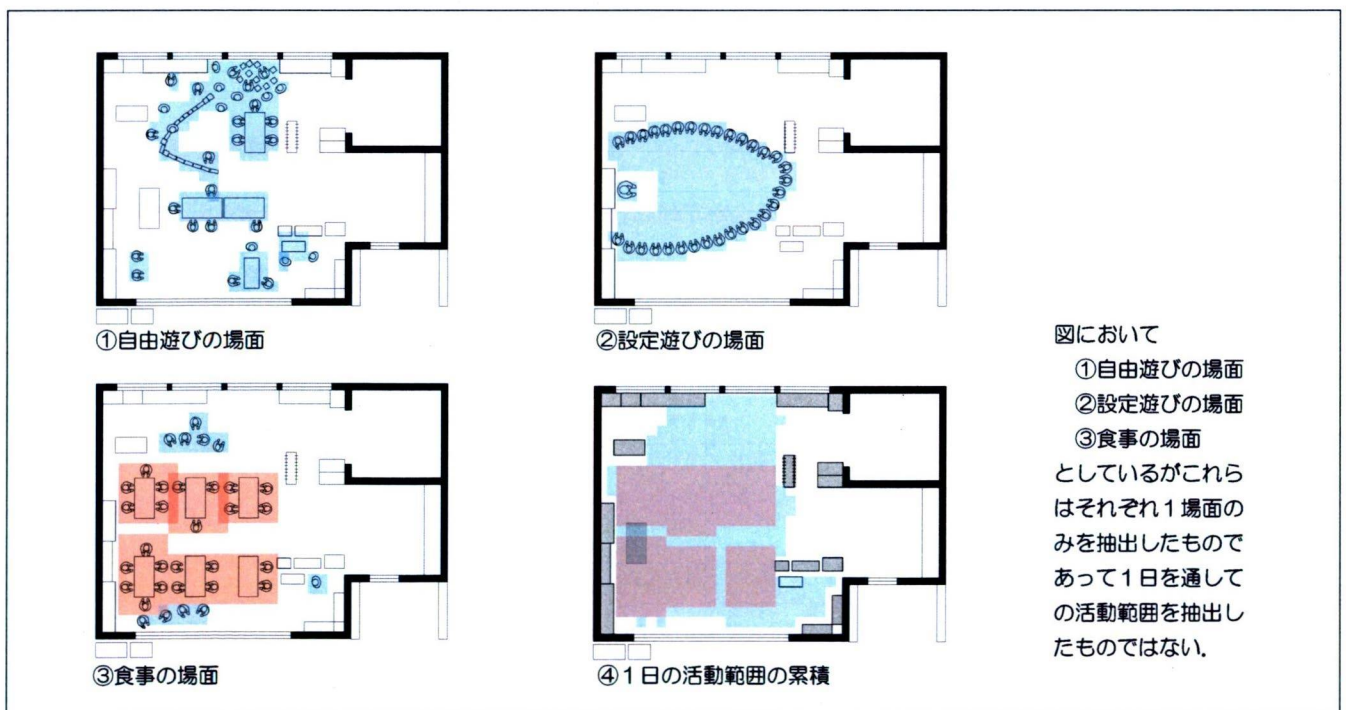 ①自由遊びの場面
②設定遊びの場面
③食事の場面
④1日の活動範囲の累積
図において
①自由遊びの場面
②設定遊びの場面
③食事の場面
としているがこれら
はそれぞれ1場面の
みを抽出したもので
あって1日を通して
の活動範囲を抽出し
たものではない.